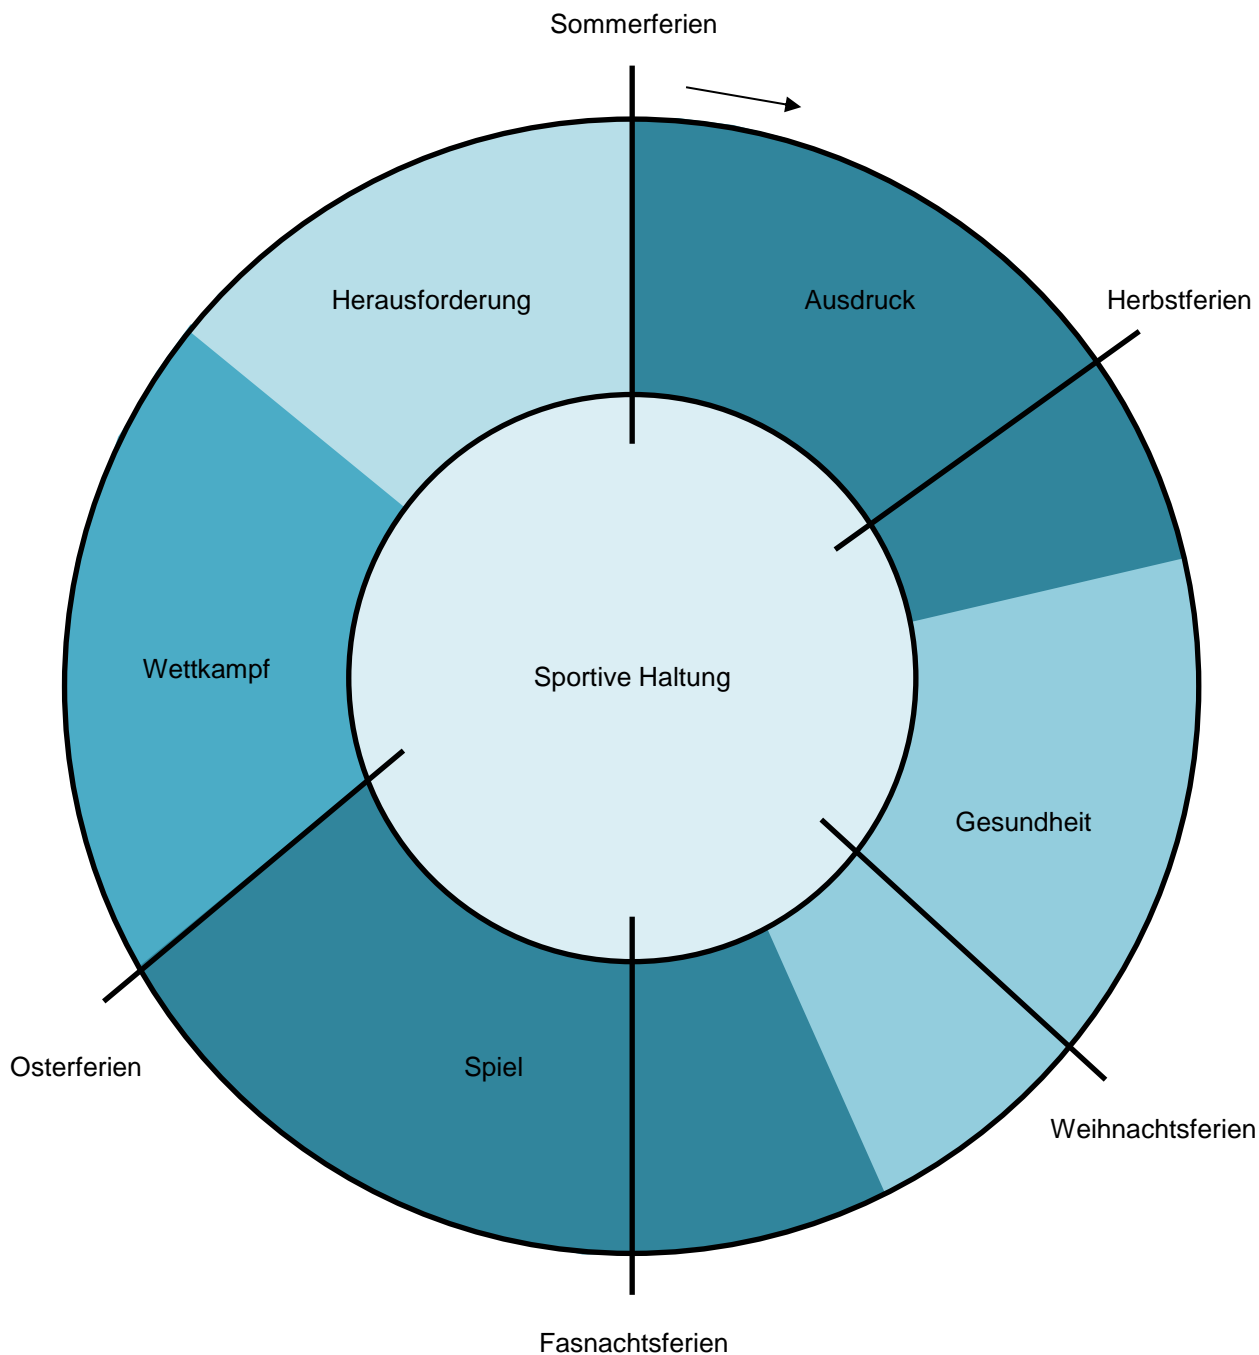 Sommerferien
Herausforderung
Ausdruck
Herbstferien
Wettkampf
Sportive Haltung
Gesundheit
Osterferien
Spiel
Weihnachtsferien
Fasnachtsferien